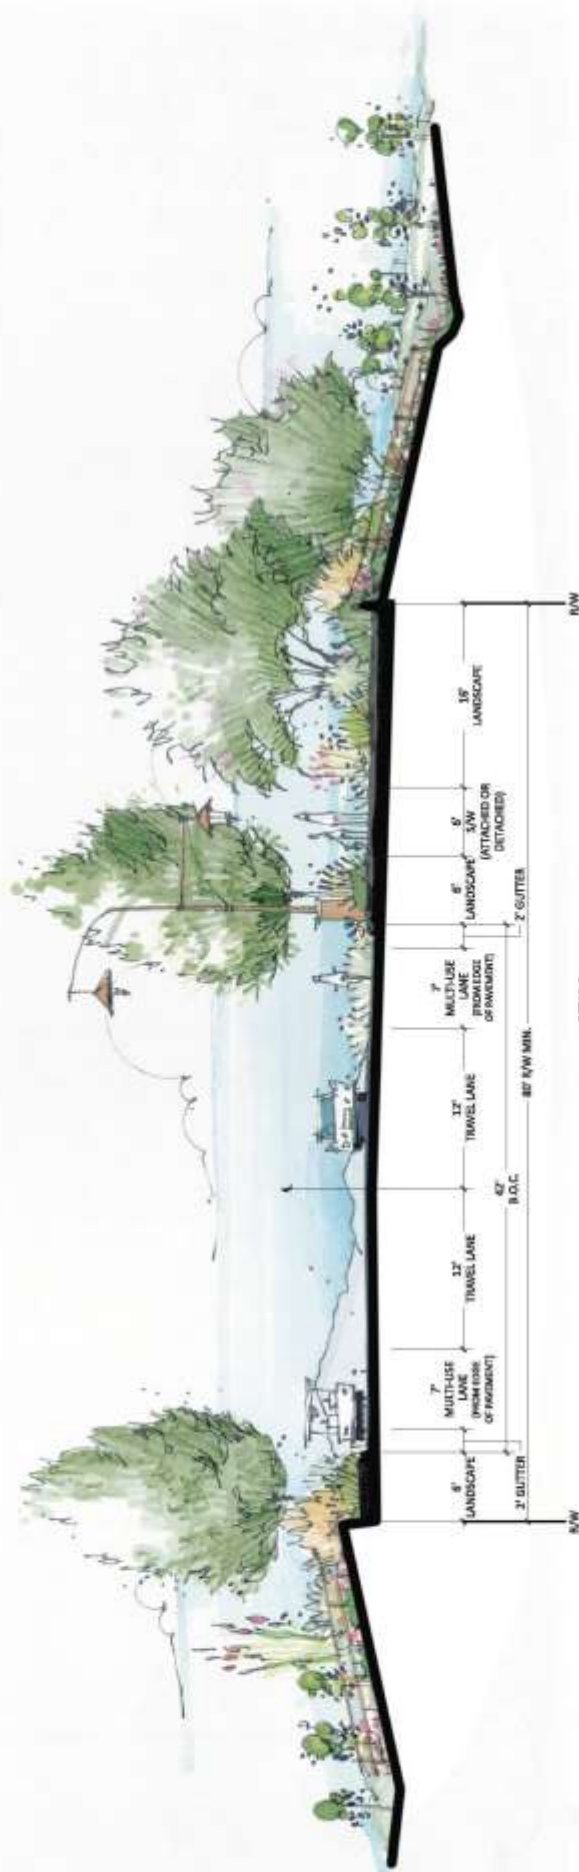 6'
LANDSCAPE
7'
MULTI-USE
LANE
(FROM EDGE
OF PAVEMENT)
12'
TRAVEL LANE
12'
TRAVEL LANE
7'
MULTI-USE
LANE
(FROM EDGE
OF PAVEMENT)
6'
LANDSCAPE
6'
S/W
(ATTACHED OR
DETACHED)
16'
LANDSCAPE
2' GUTTER
42'
B.O.C.
2' GUTTER
80' R/W MIN.
R/W
R/W